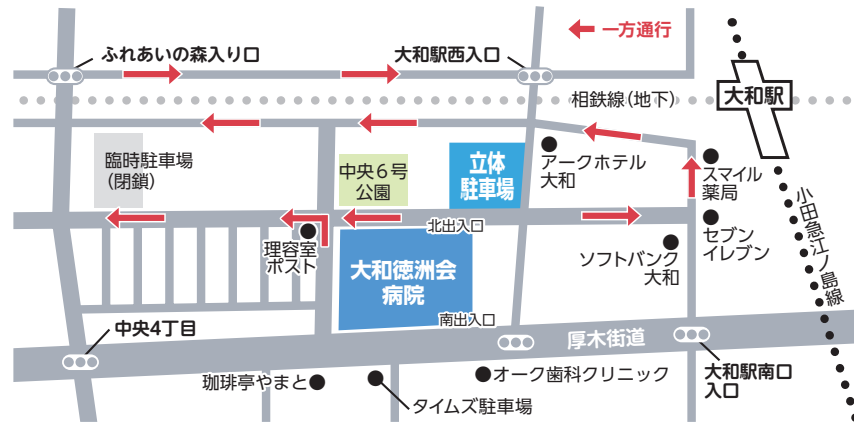 一方通行
ふれあいの森入り口
大和駅西入口
相鉄線(地下)
大和駅
臨時駐車場
(閉鎖)
中央6号
公園
立体
駐車場
アークホテル
大和
スマイル
薬局
小田急江ノ島線
北出入口
理容室
ポスト
大和徳洲会
病院
ソフトバンク
大和
セブン
イレブン
南出入口
中央4丁目
厚木街道
大和駅南口
入口
珈琲亭やまと
オーク歯科クリニック
タイムズ駐車場